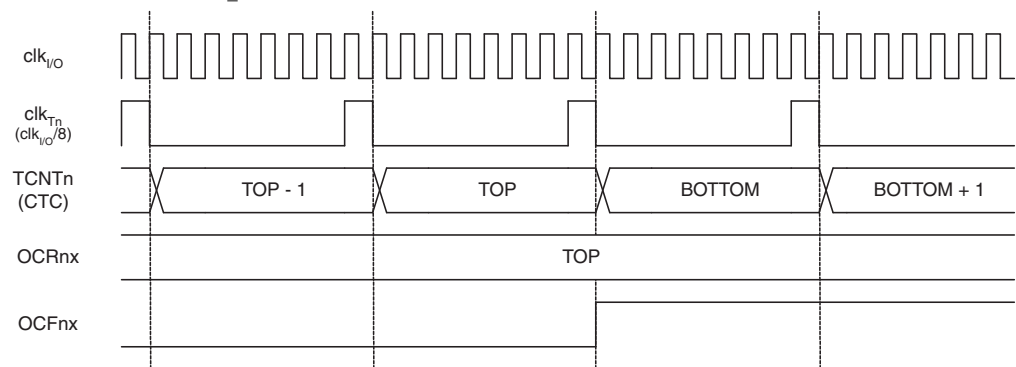 clkI/O
clkTn
(clkI/O/8)
TCNTn
(CTC)
TOP - 1
TOP
BOTTOM
BOTTOM + 1
OCRnx
TOP
OCFnx